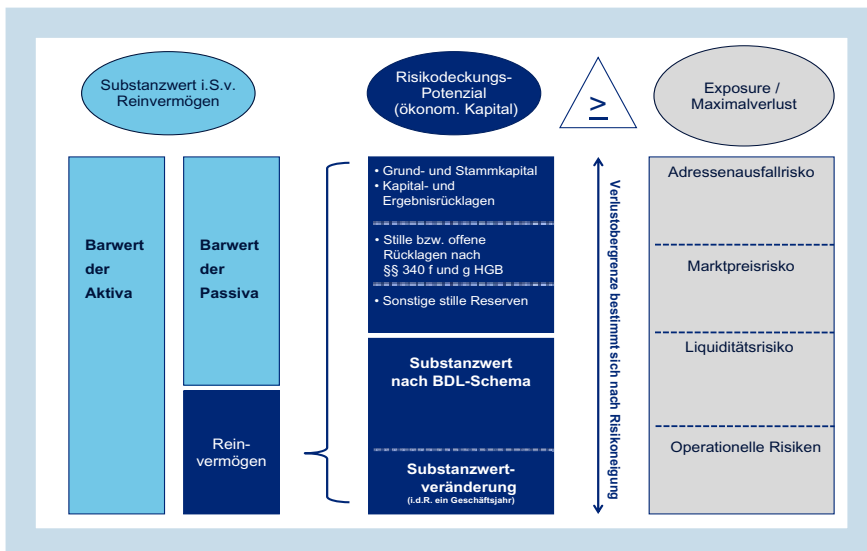 Substanzwert i.S.v.
Reinvermögen
Risikodeckungs-
Potenzial
(ökonom. Kapital)
≥
Exposure /
Maximalverlust
Barwert
der
Aktiva
Barwert
der
Passiva
Rein-
vermögen
• Grund- und Stammkapital
• Kapital- und
Ergebnisrücklagen
• Stille bzw. offene
Rücklagen nach
§§ 340 f und g HGB
• Sonstige stille Reserven
Substanzwert
nach BDL-Schema
Substanzwert-
veränderung
(i.d.R. ein Geschäftsjahr)
Verlustobergrenze bestimmt sich nach Risikoneigung
Adressenausfallrisiko
Marktpreisrisko
Liquiditätsrisiko
Operationelle Risiken